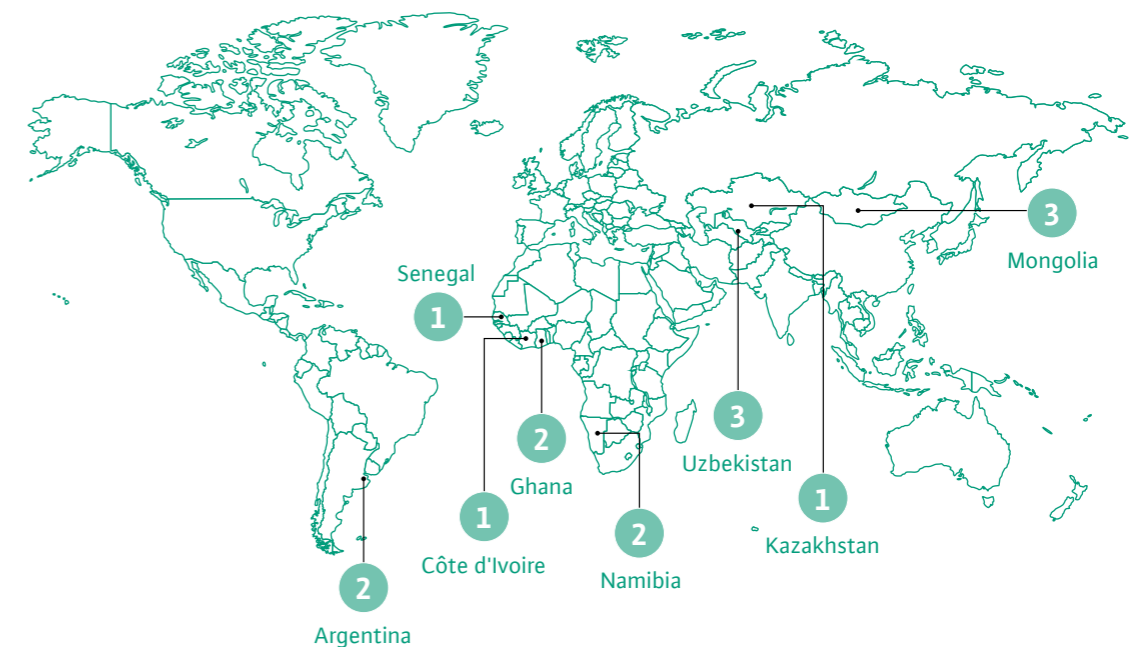 3
Mongolia
Senegal
1
3
Uzbekistan
2
Ghana
1
Kazakhstan
1
Côte d'Ivoire
2
Namibia
2
Argentina